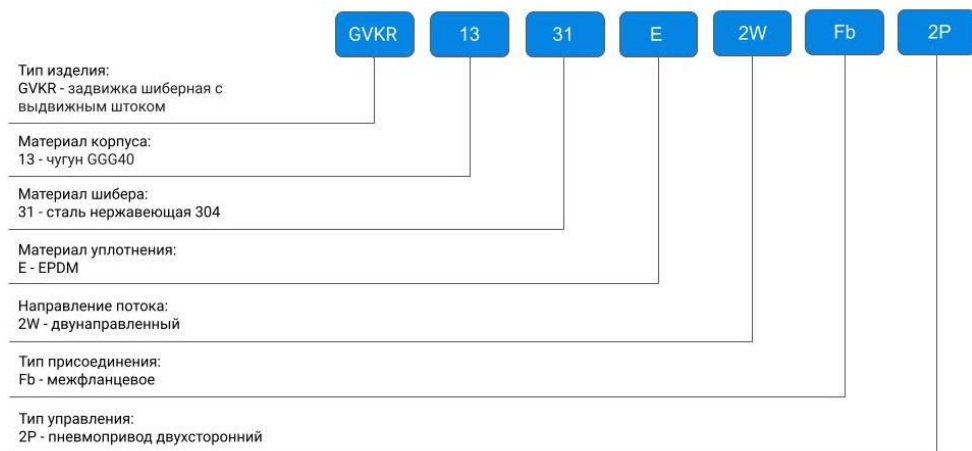 GVKR 13 31 E 2W Fb 2P
Тип изделия:
GVKR - задвижка шиберная с
выдвижным штоком
Материал корпуса:
13 - чугун GGG40
Материал шибера:
31 - сталь нержавеющая 304
Материал уплотнения:
E - EPDM
Направление потока:
2W - двунаправленный
Тип присоединения:
Fb - межфланцевое
Тип управления:
2P - пневмопривод двухсторонний